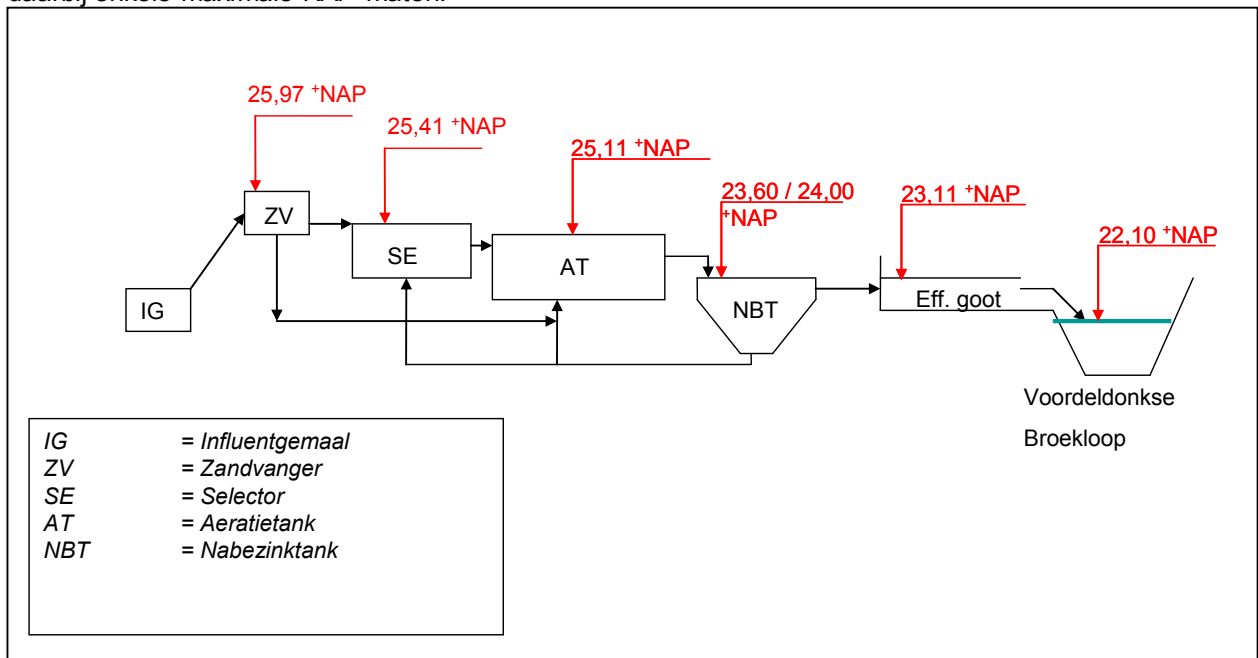 25,97 +NAP
25,41 +NAP
25,11 +NAP
23,60 / 24,00
+NAP
23,11 +NAP
22,10 +NAP
ZV
SE
AT
NBT
Eff. goot
IG
Voordeldonkse
Broekloop
IG = Influentgemaal
ZV = Zandvanger
SE = Selector
AT = Aeratietank
NBT = Nabezinktank